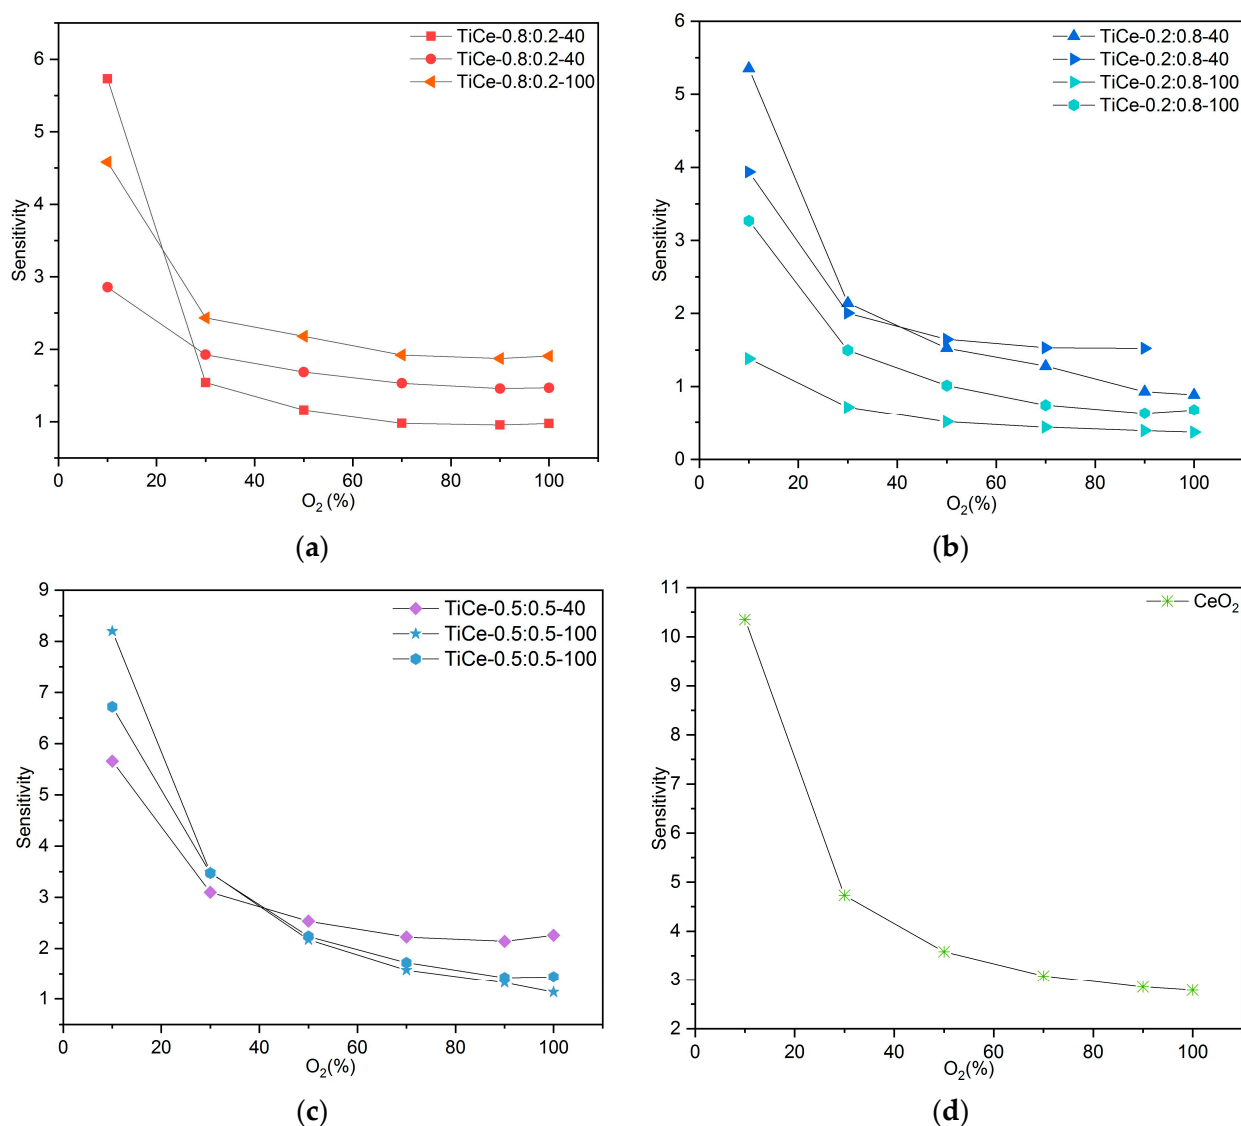 TiCe-0.8:0.2-40
TiCe-0.8:0.2-40
TiCe-0.8:0.2-100
6
5
4
3
2
1
Sensitivity
0 20 40 60 80 100
O2 (%)
(a)
TiCe-0.2:0.8-40
TiCe-0.2:0.8-40
TiCe-0.2:0.8-100
TiCe-0.2:0.8-100
6
5
4
3
2
1
0
Sensitivity
0 20 40 60 80 100
O2(%)
(b)
TiCe-0.5:0.5-40
TiCe-0.5:0.5-100
TiCe-0.5:0.5-100
9
8
7
6
5
4
3
2
1
Sensitivity
0 20 40 60 80 100
O2(%)
(c)
CeO2
11
10
9
8
7
6
5
4
3
2
Sensitivity
0 20 40 60 80 100
O2(%)
(d)